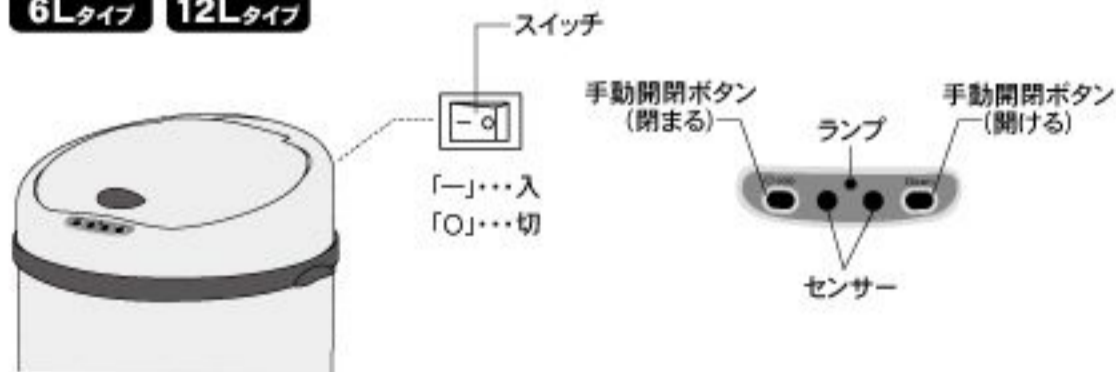 6Lタイプ 12Lタイプ
スイッチ
「―」･･･入
「O」･･･切
手動開閉ボタン
(閉まる)
ランプ
手動開閉ボタン
(開ける)
センサー